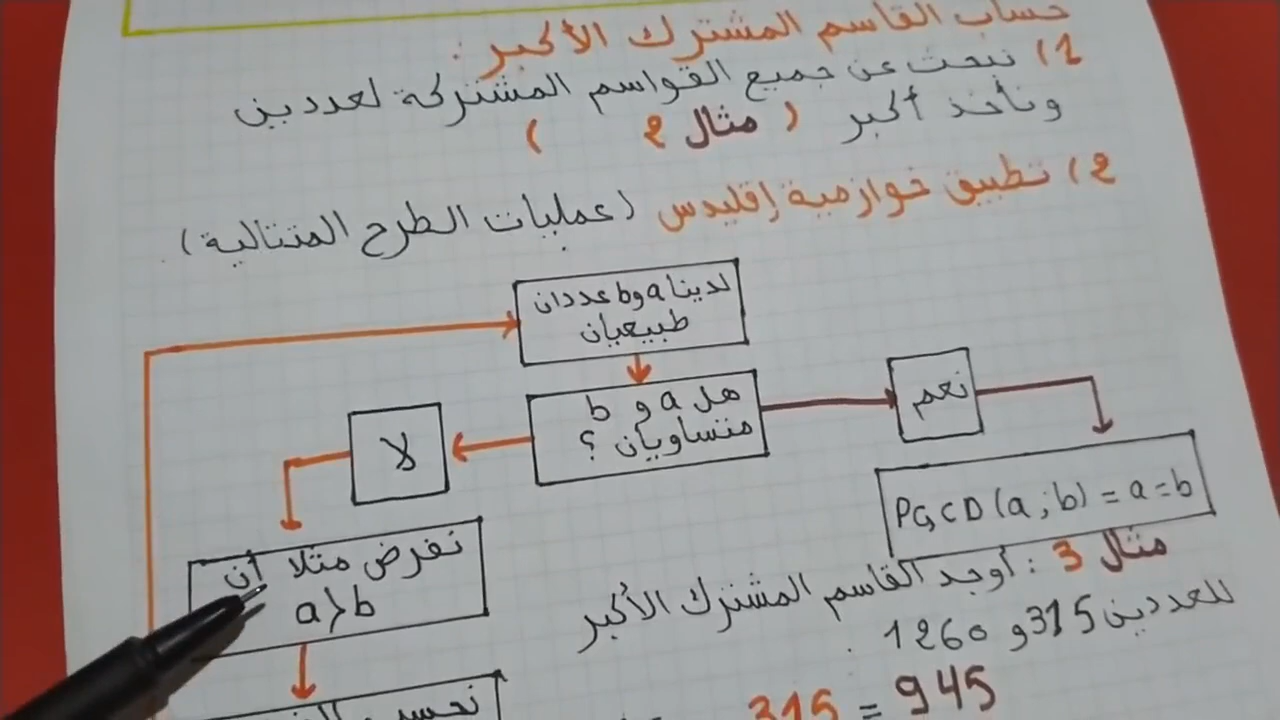 حساب القاسم المشترك الأكبر :
1) نبحث عن جميع القواسم المشتركة لعددين
ونأخذ أكبر ( مثال 2 )
2) تطبيق خوارزمية إقليدس (عمليات الطرح المتتالية).
لدينا a و b عددان
طبيعيان
هل a و b
متساويان ؟
نعم
لا
PGCD (a ; b) = a = b
نفرض مثلا أن
a > b
مثال 3 : أوجد القاسم المشترك الأكبر
للعددين 315 و 1260 .
315 = 945
نحسب